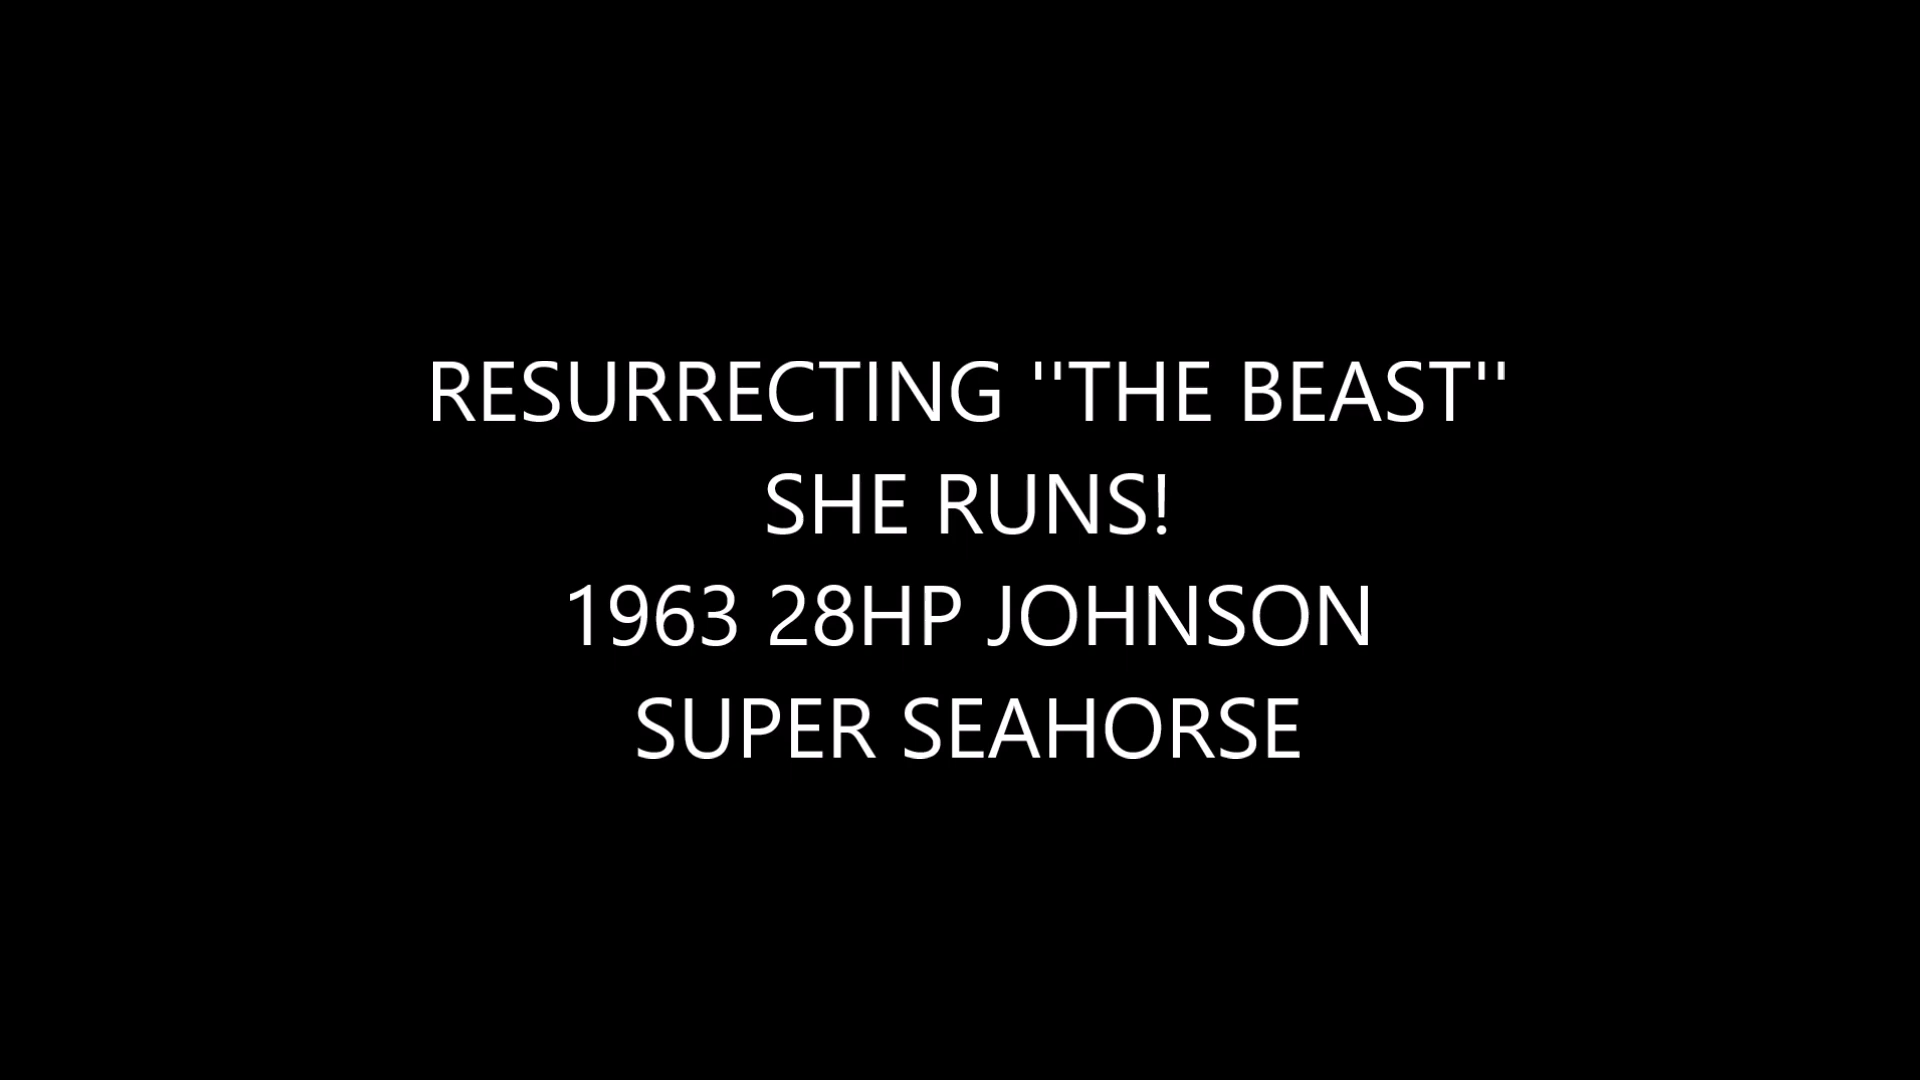 RESURRECTING "THE BEAST"
SHE RUNS!
1963 28HP JOHNSON
SUPER SEAHORSE